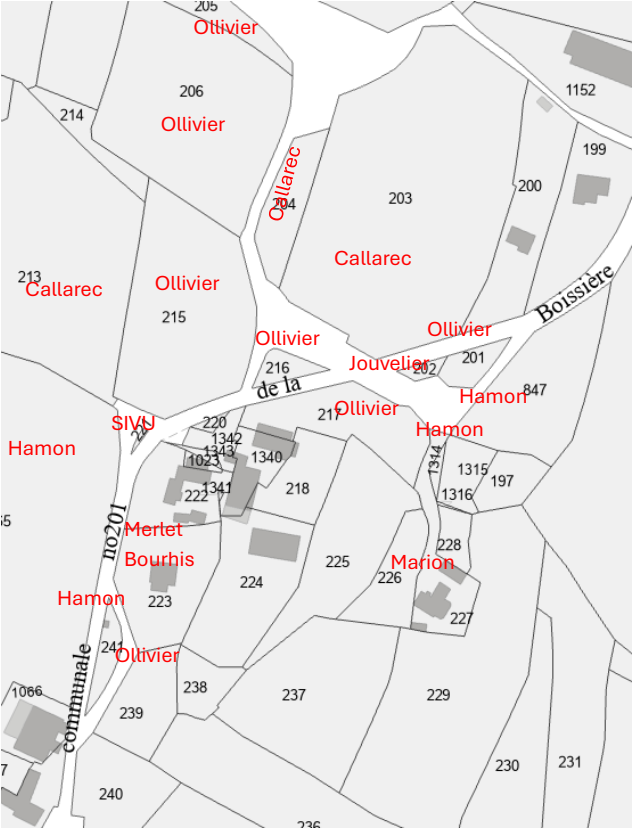 205
Ollivier
206
1152
214
Ollivier
199
Callarec
200
204
203
Callarec
213
Callarec
Ollivier
215
Boissière
Ollivier
Ollivier
Jouvelier
201
216
202
de la
Hamon
847
217
Ollivier
SIVU
220
Hamon
1342
1343
1340
1023
1314
1315
197
Hamon
222
1341
218
1316
no201
Merlet
228
Bourhis
224
225
Marion
226
223
Hamon
227
241
Ollivier
238
237
229
1066
239
communale
230
231
240
236